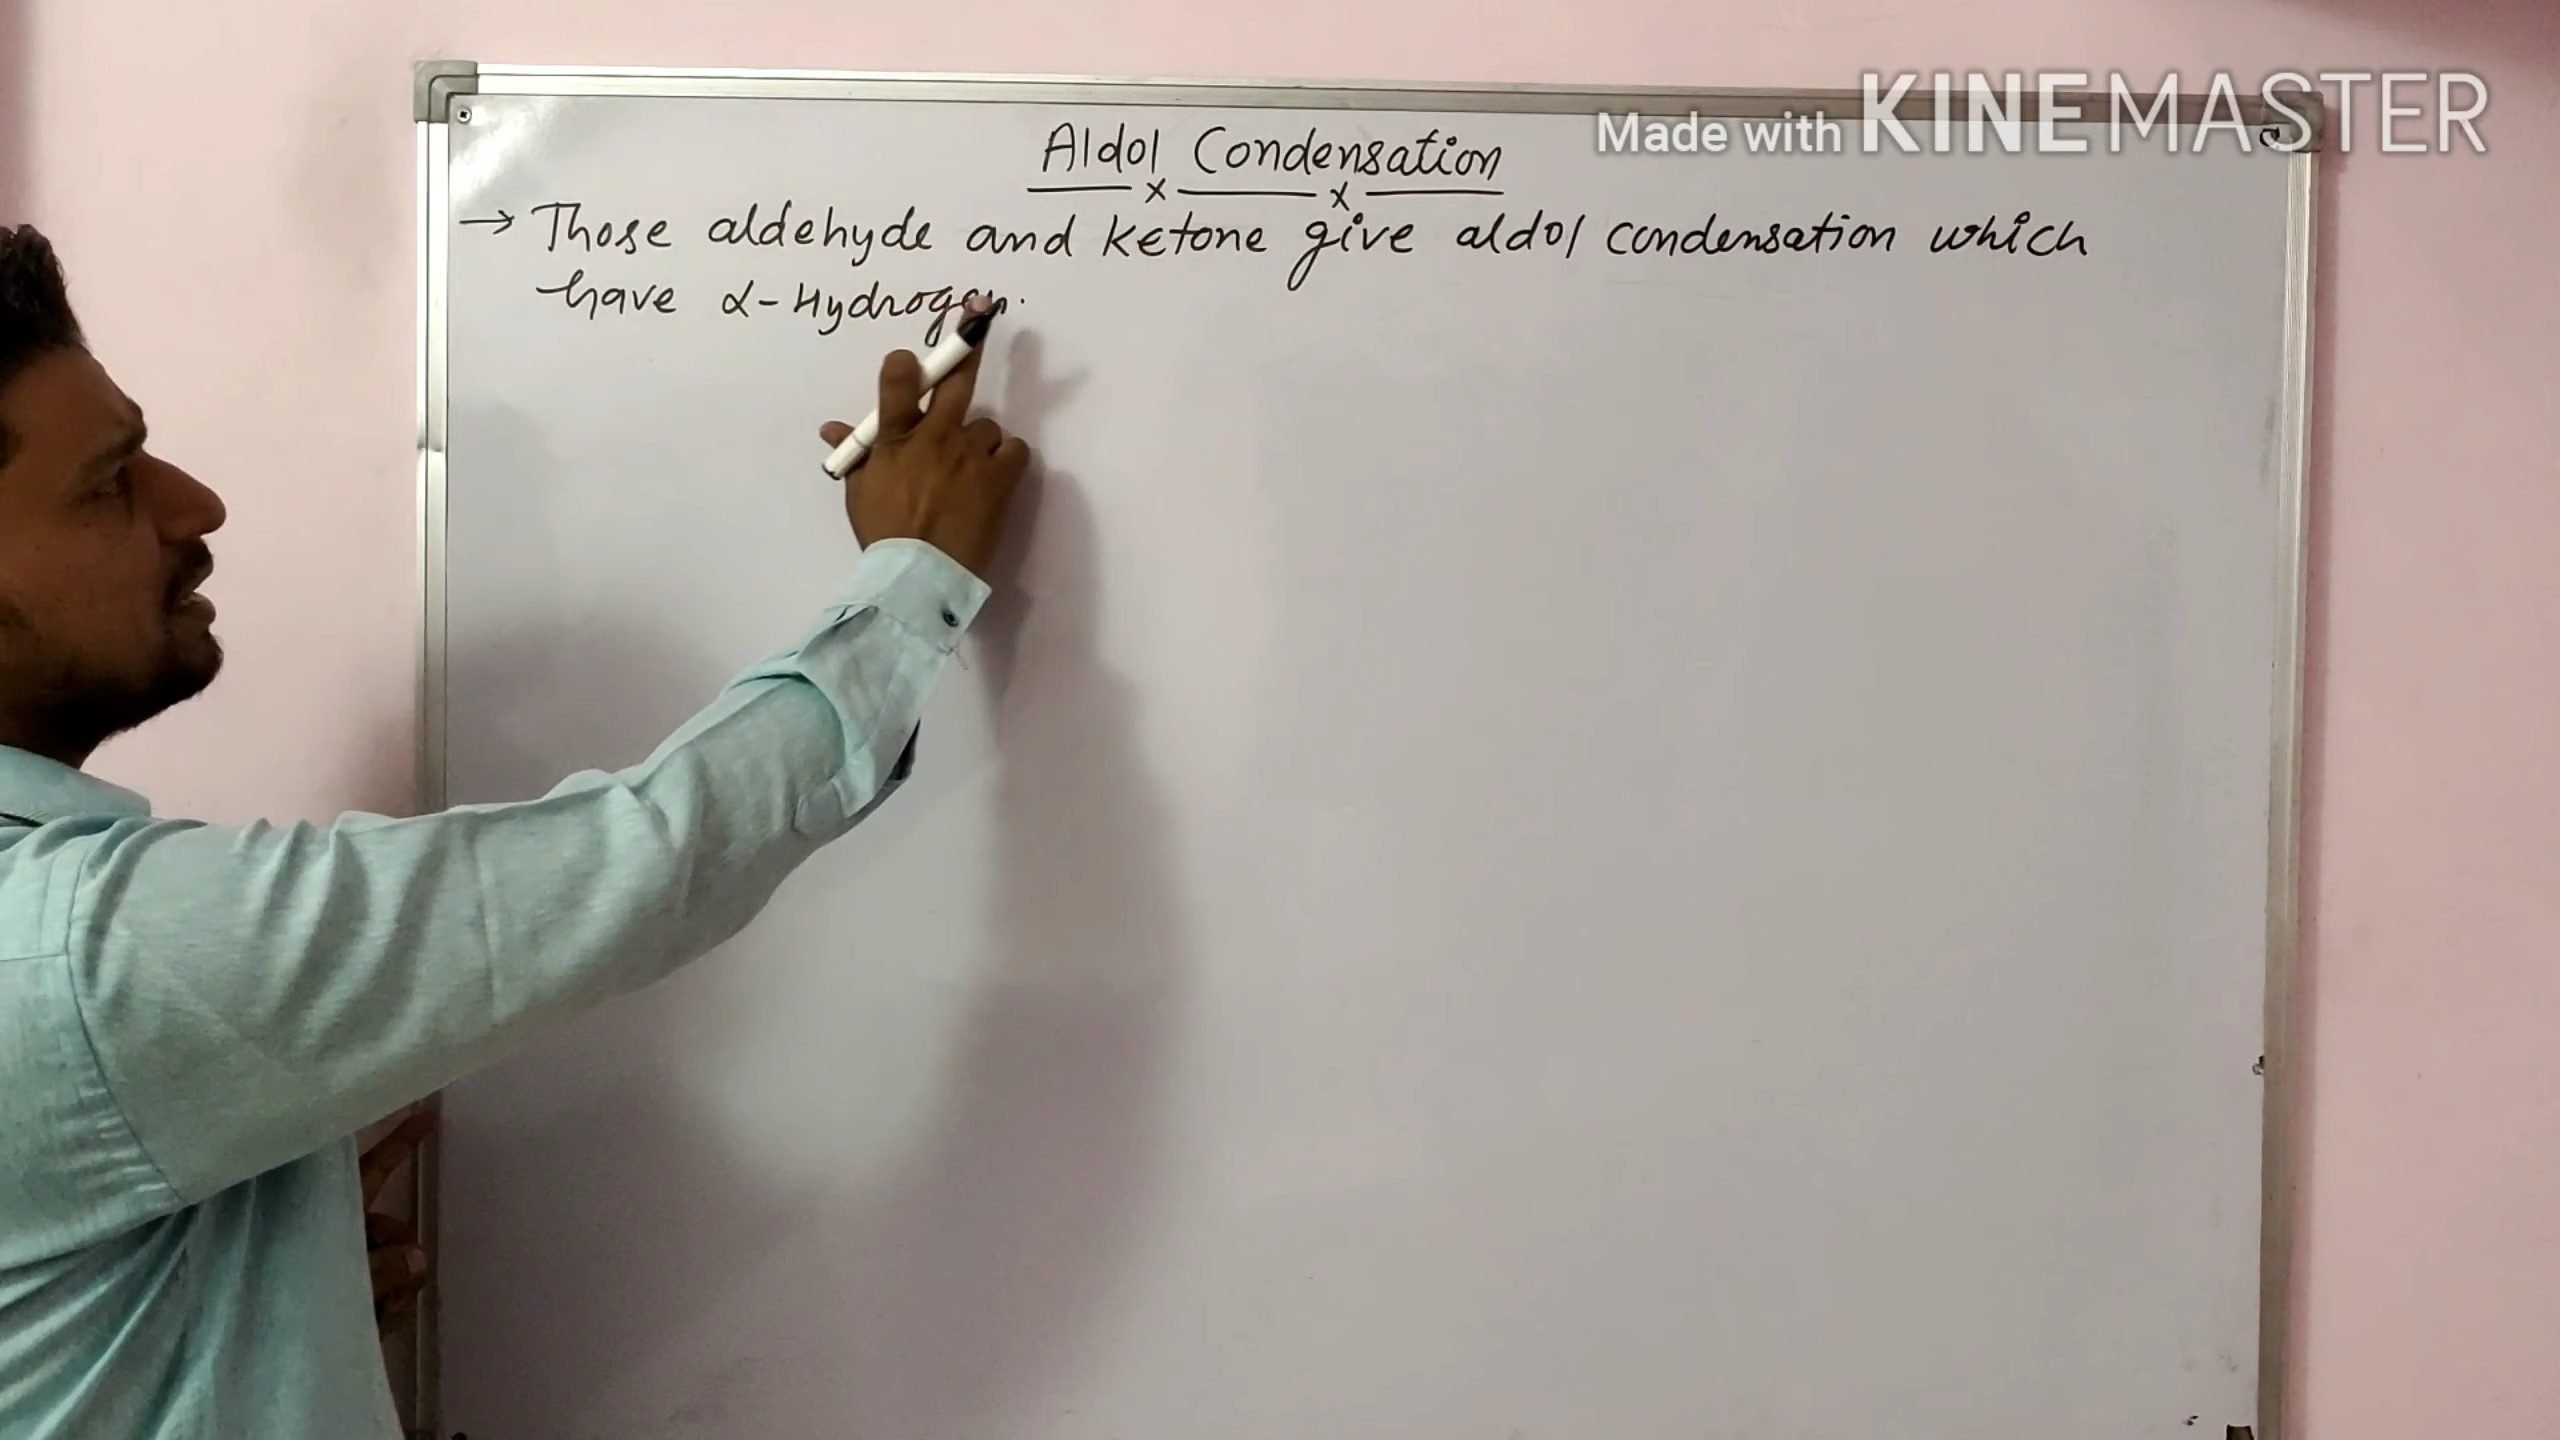 Made with KINEMASTER
Aldol Condensation
x x
→ Those aldehyde and ketone give aldol condensation which
have α-Hydrogen.